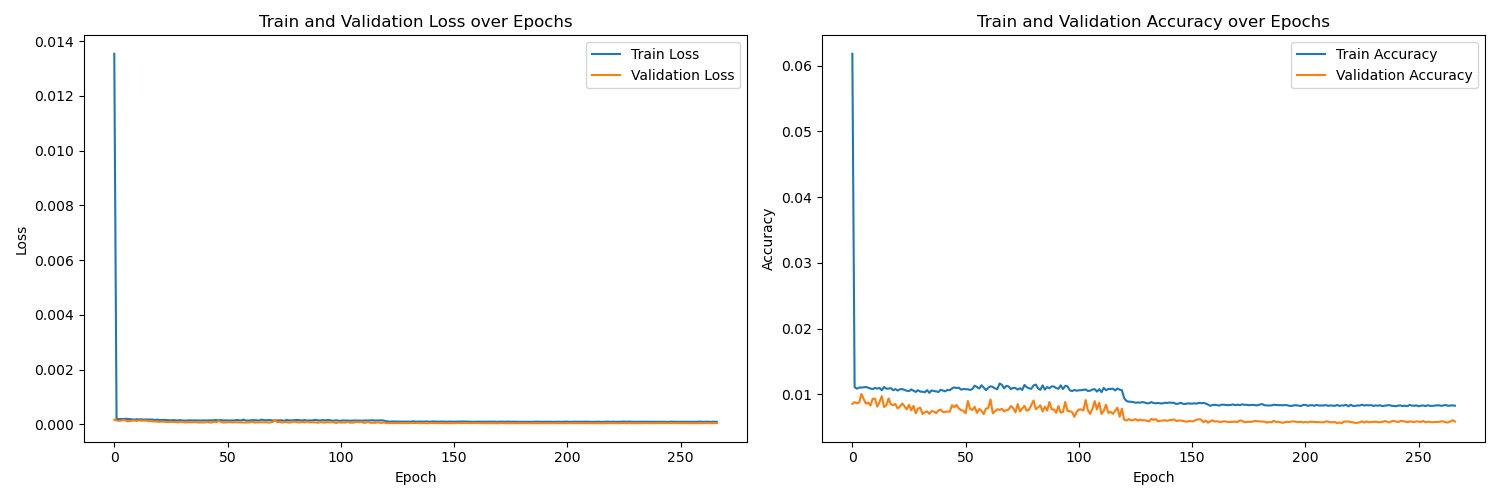 Train and Validation Loss over Epochs
0.014
0.012
0.010
0.008
0.006
0.004
0.002
0.000
Loss
Train Loss
Validation Loss
0 50 100 150 200 250
Epoch
Train and Validation Accuracy over Epochs
0.06
0.05
0.04
0.03
0.02
0.01
Accuracy
Train Accuracy
Validation Accuracy
0 50 100 150 200 250
Epoch